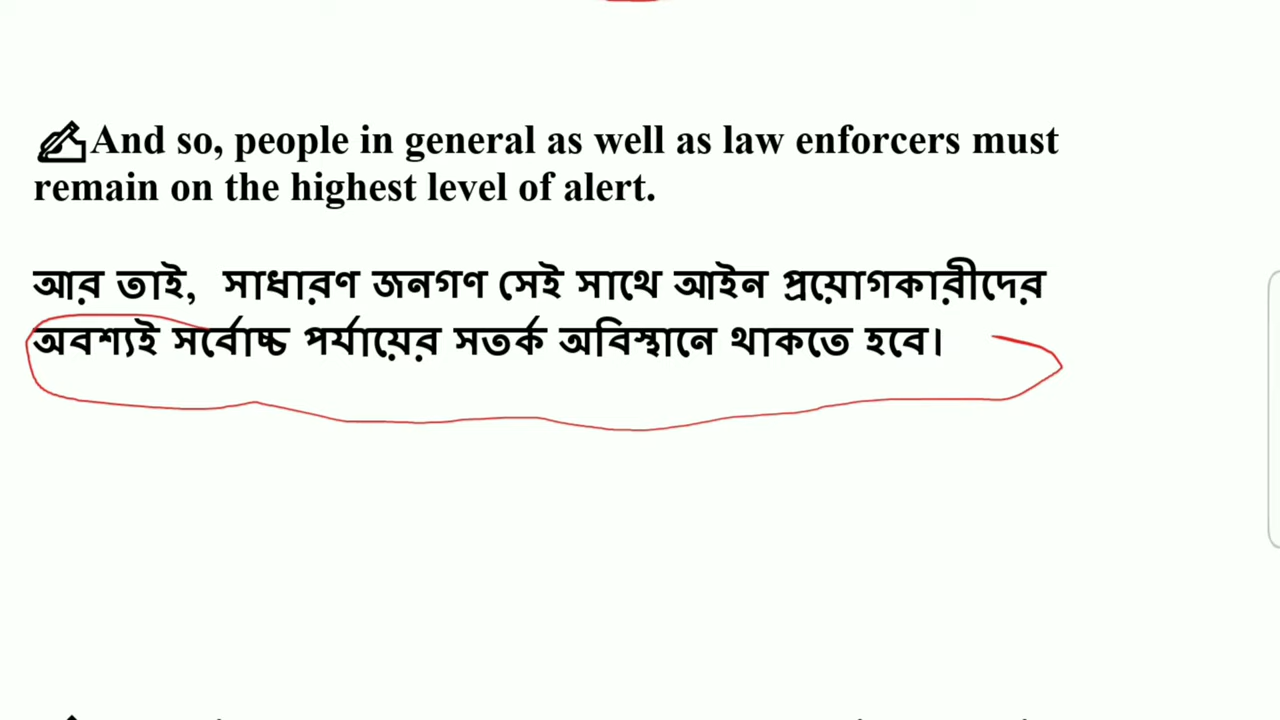 And so, people in general as well as law enforcers must
remain on the highest level of alert.
আর তাই, সাধারণ জনগণ সেই সাথে আইন প্রয়োগকারীদের
অবশ্যই সর্বোচ্চ পর্যায়ের সতর্ক অবিস্থানে থাকতে হবে।